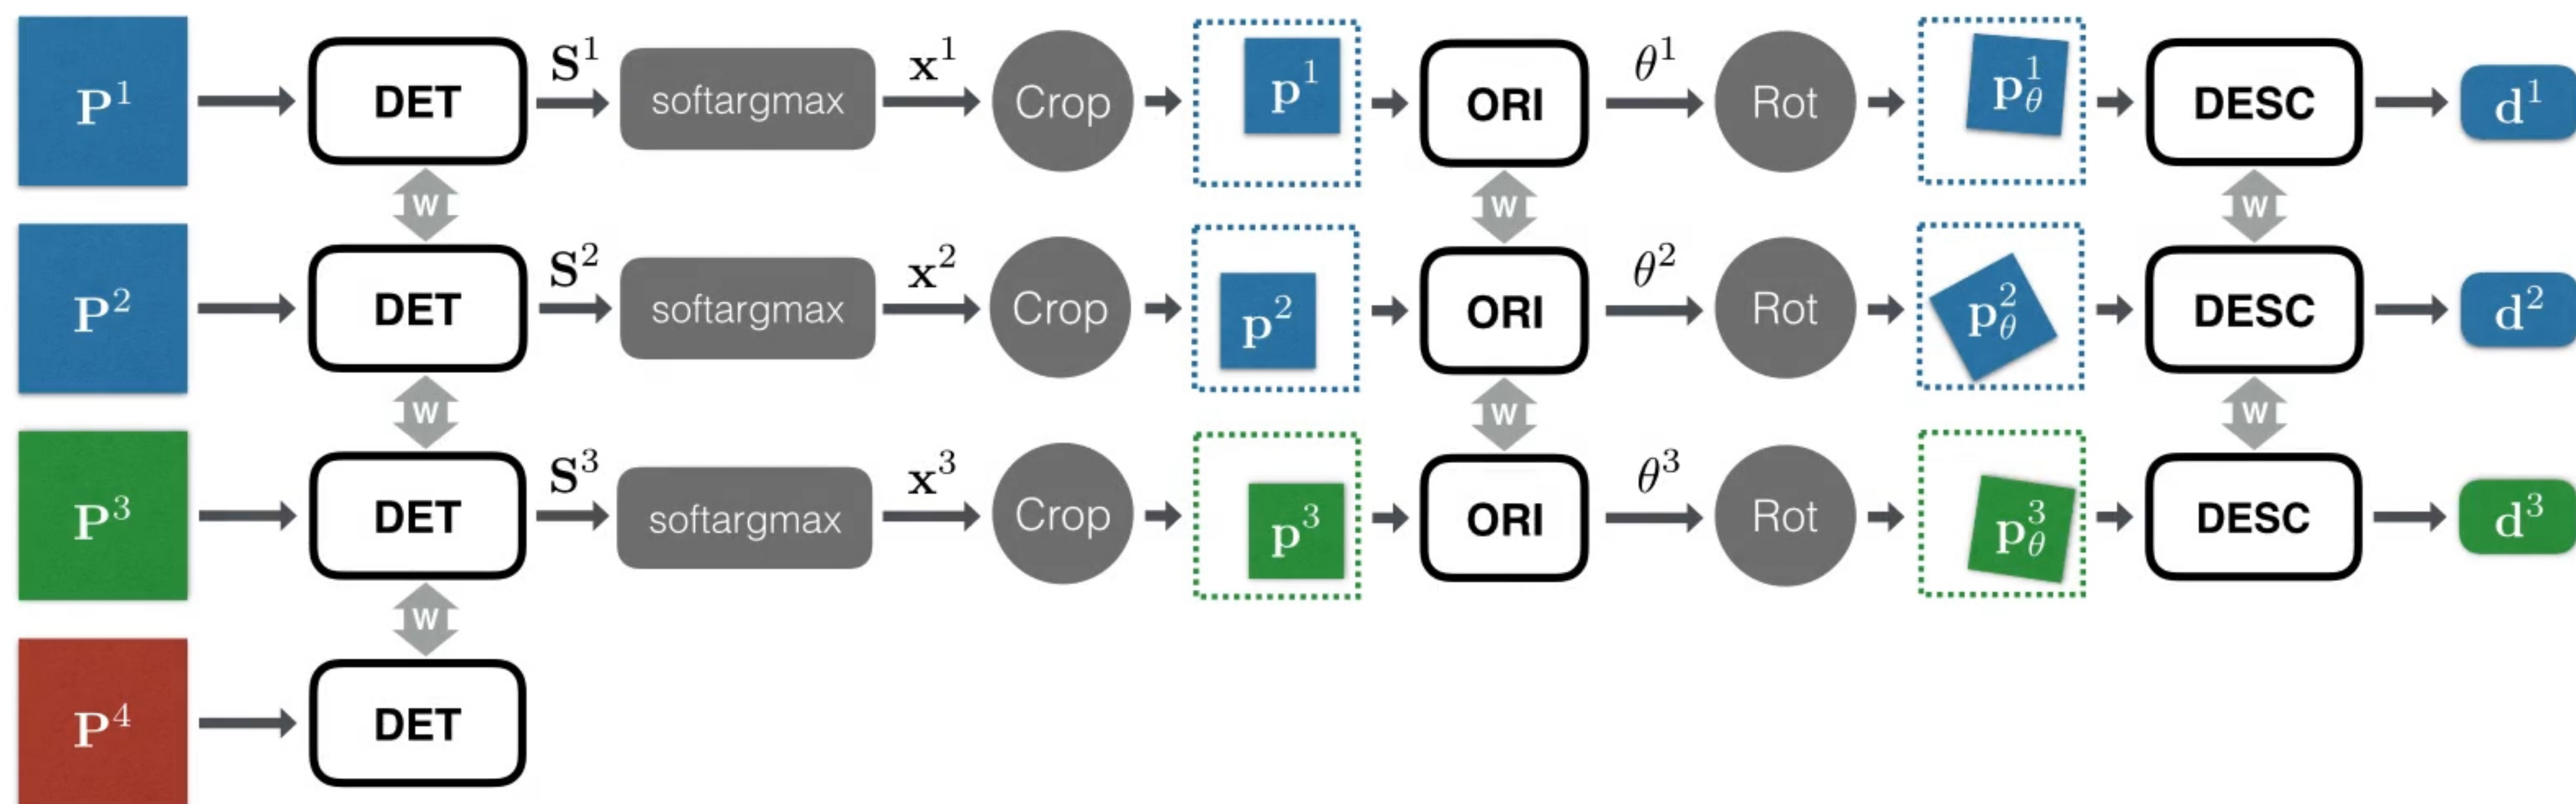 P¹ DET S¹ softargmax x¹ Crop p¹ ORI θ¹ Rot p¹θ DESC d¹
W W W
P² DET S² softargmax x² Crop p² ORI θ² Rot p²θ DESC d²
W W W
P³ DET S³ softargmax x³ Crop p³ ORI θ³ Rot p³θ DESC d³
W
P⁴ DET